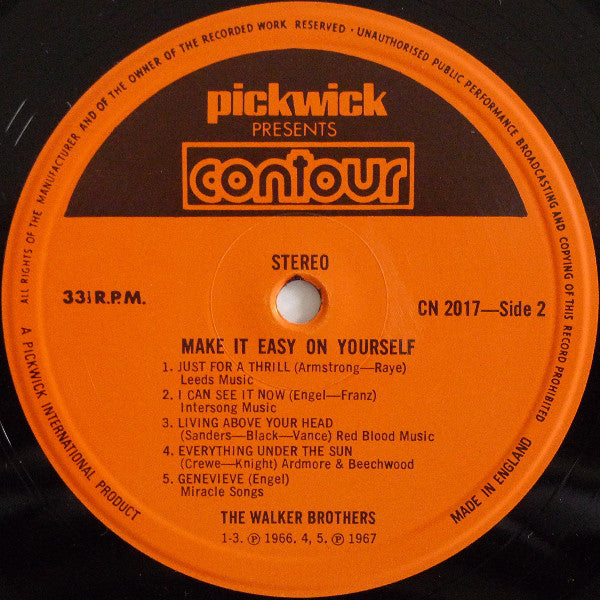 ALL RIGHTS OF THE MANUFACTURER AND OF THE OWNER OF THE RECORDED WORK RESERVED · UNAUTHORISED PUBLIC PERFORMANCE BROADCASTING AND COPYING OF THIS RECORD PROHIBITED
pickwick
PRESENTS
contour
STEREO
33⅓ R.P.M.
CN 2017—Side 2
MAKE IT EASY ON YOURSELF
1. JUST FOR A THRILL (Armstrong—Raye)
Leeds Music
2. I CAN SEE IT NOW (Engel—Franz)
Intersong Music
3. LIVING ABOVE YOUR HEAD
(Sanders—Black—Vance) Red Blood Music
4. EVERYTHING UNDER THE SUN
(Crewe—Knight) Ardmore & Beechwood
5. GENEVIEVE (Engel)
Miracle Songs
THE WALKER BROTHERS
1-3. ℗ 1966. 4, 5. ℗ 1967
A PICKWICK INTERNATIONAL PRODUCT
MADE IN ENGLAND